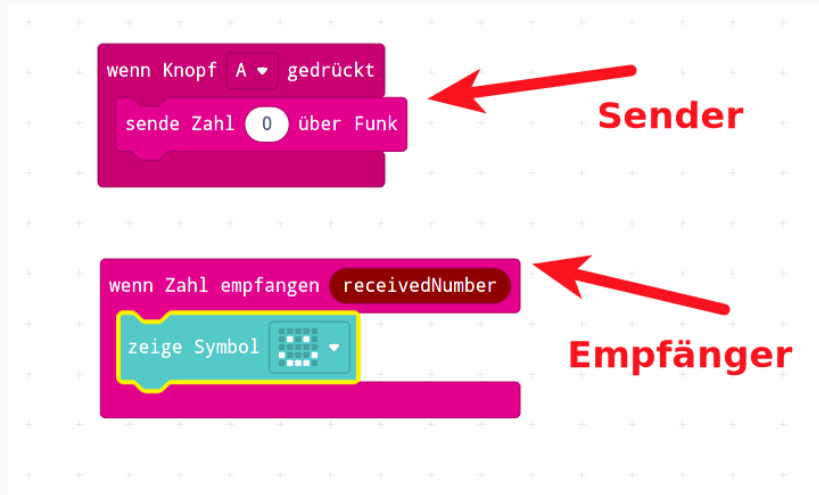 wenn Knopf A gedrückt
sende Zahl 0 über Funk
Sender
wenn Zahl empfangen receivedNumber
zeige Symbol
Empfänger